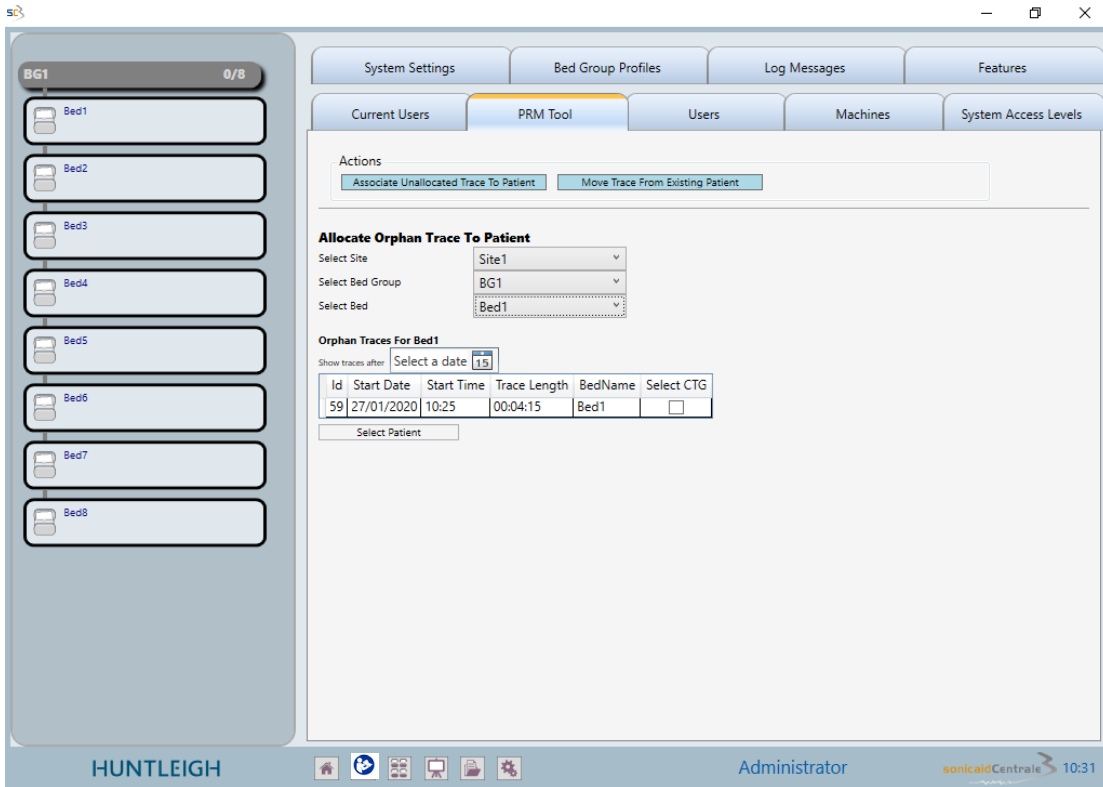 sc3
BG1 0/8
Bed1
Bed2
Bed3
Bed4
Bed5
Bed6
Bed7
Bed8
System Settings Bed Group Profiles Log Messages Features
Current Users PRM Tool Users Machines System Access Levels
Actions
Associate Unallocated Trace To Patient Move Trace From Existing Patient
Allocate Orphan Trace To Patient
Select Site Site1
Select Bed Group BG1
Select Bed Bed1
Orphan Traces For Bed1
Show traces after Select a date 15
Id Start Date Start Time Trace Length BedName Select CTG
59 27/01/2020 10:25 00:04:15 Bed1
Select Patient
HUNTLEIGH Administrator sonicaidCentrale3 10:31